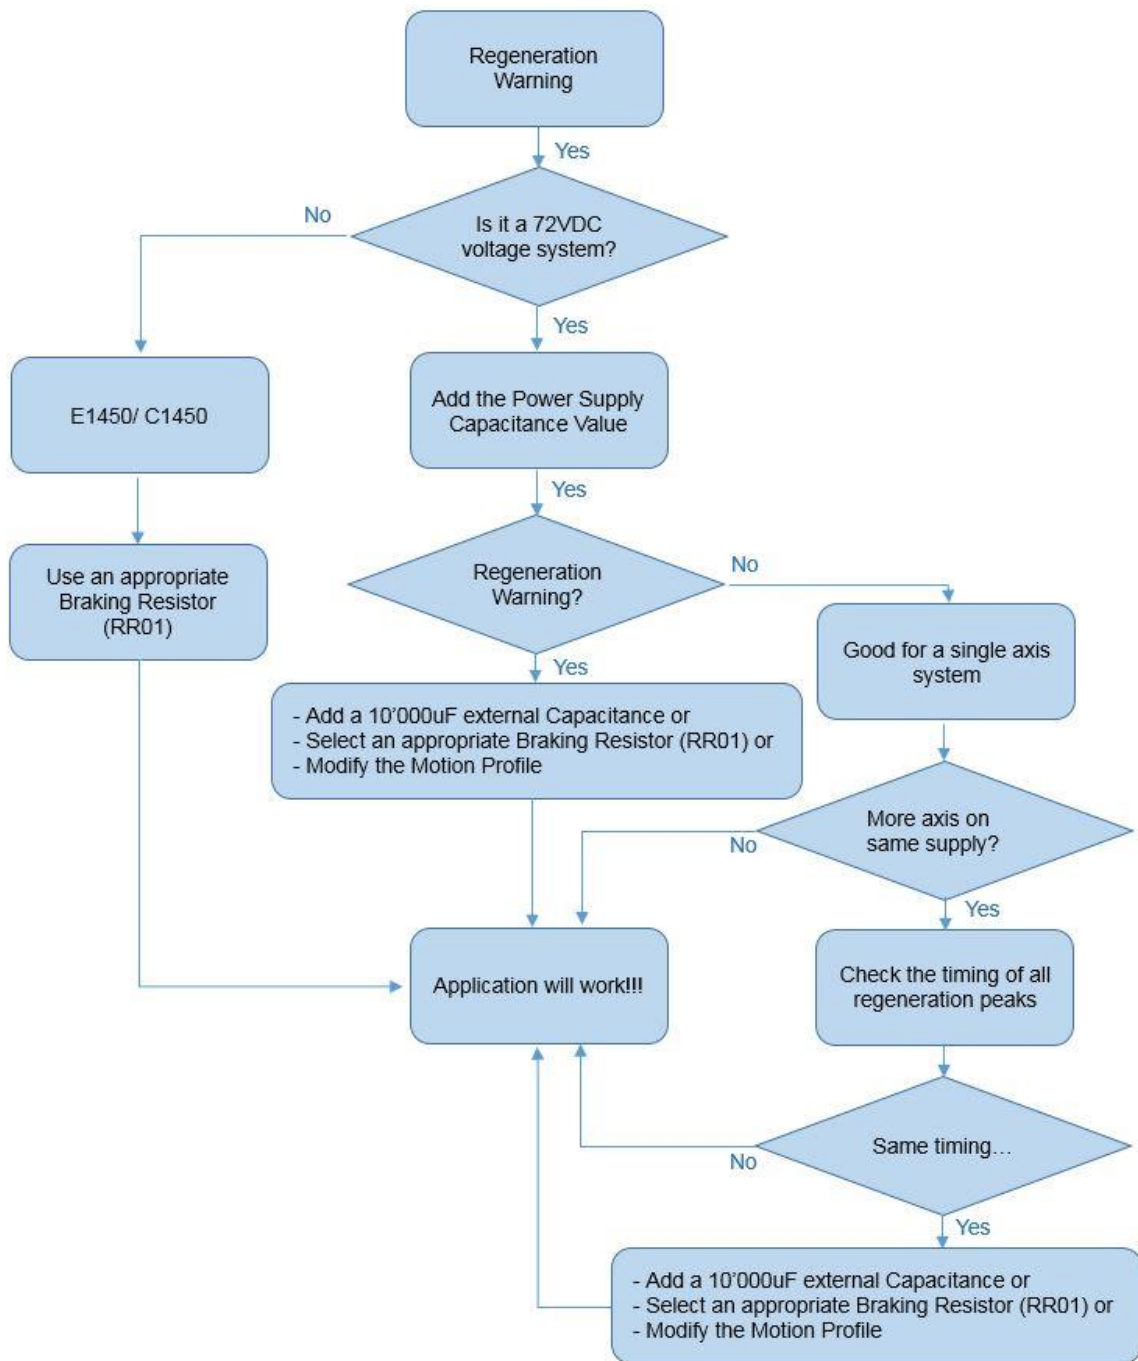 Regeneration
Warning
Yes
Is it a 72VDC
voltage system?
No
Yes
E1450/ C1450
Add the Power Supply
Capacitance Value
Yes
Use an appropriate
Braking Resistor
(RR01)
Regeneration
Warning?
No
Yes
Good for a single axis
system
- Add a 10'000uF external Capacitance or
- Select an appropriate Braking Resistor (RR01) or
- Modify the Motion Profile
More axis on
same supply?
No
Yes
Application will work!!!
Check the timing of all
regeneration peaks
Same timing…
No
Yes
- Add a 10'000uF external Capacitance or
- Select an appropriate Braking Resistor (RR01) or
- Modify the Motion Profile